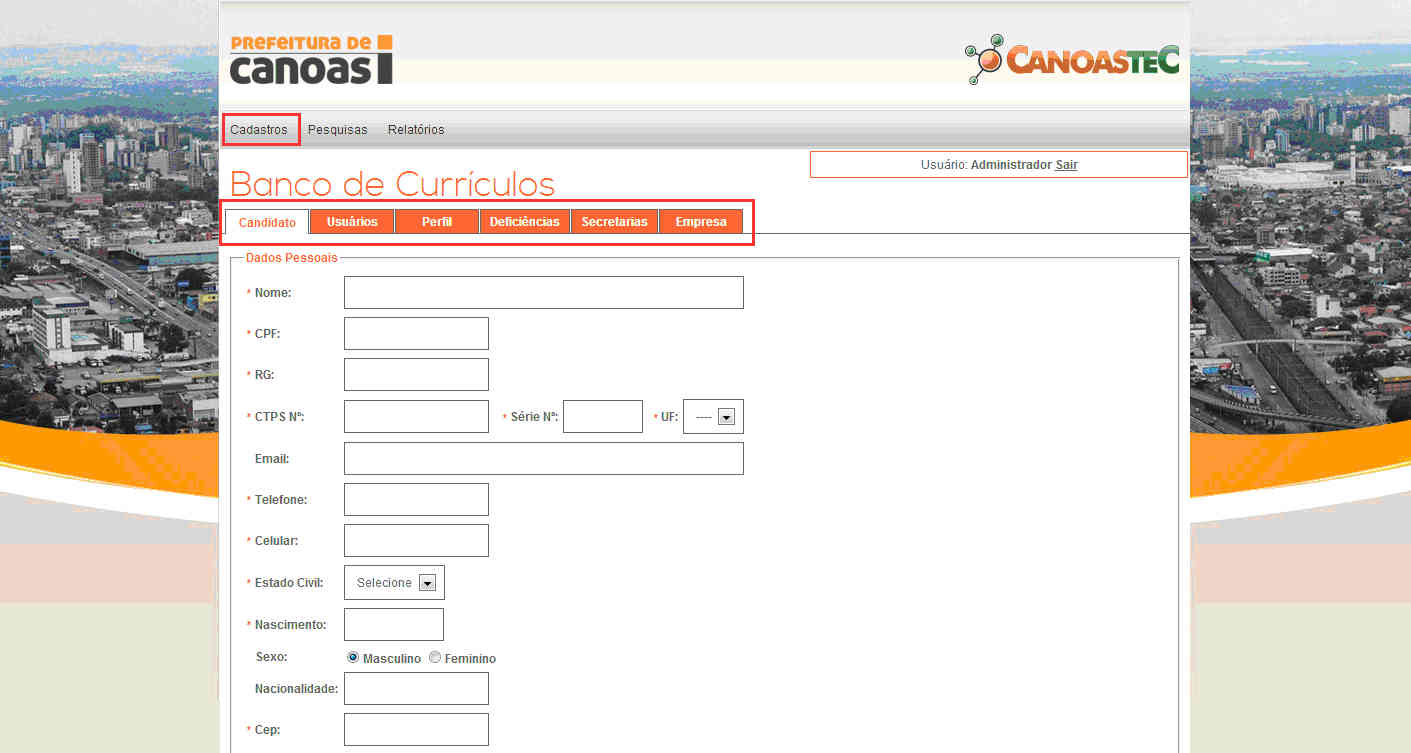 PREFEITURA DE
canoas
CANOASTEC
Cadastros Pesquisas Relatórios
Usuário: Administrador Sair
Banco de Currículos
Candidato Usuários Perfil Deficiências Secretarias Empresa
Dados Pessoais
* Nome:
* CPF:
* RG:
* CTPS Nº: * Série Nº: * UF: ----
Email:
* Telefone:
* Celular:
* Estado Civil: Selecione
* Nascimento:
Sexo: Masculino Feminino
Nacionalidade:
* Cep: